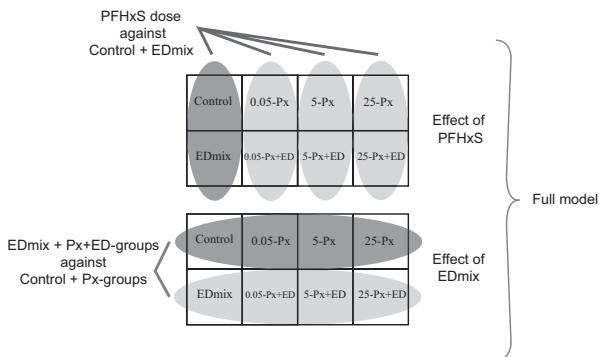 PFHxS dose
against
Control + EDmix
Control 0.05-Px 5-Px 25-Px
EDmix 0.05-Px+ED 5-Px+ED 25-Px+ED
Effect of
PFHxS
Full model
EDmix + Px+ED-groups
against
Control + Px-groups
Control 0.05-Px 5-Px 25-Px
EDmix 0.05-Px+ED 5-Px+ED 25-Px+ED
Effect of
EDmix